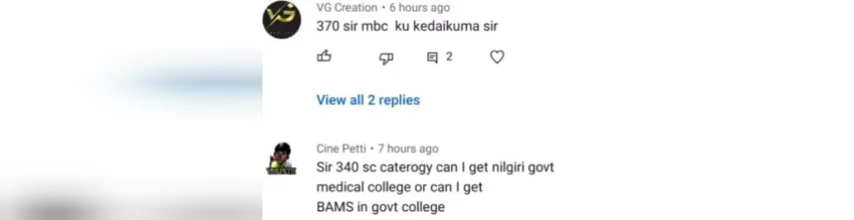 VG Creation • 6 hours ago
370 sir mbc ku kedaikuma sir
2
View all 2 replies
Cine Petti • 7 hours ago
Sir 340 sc caterogy can I get nilgiri govt
medical college or can I get
BAMS in govt college